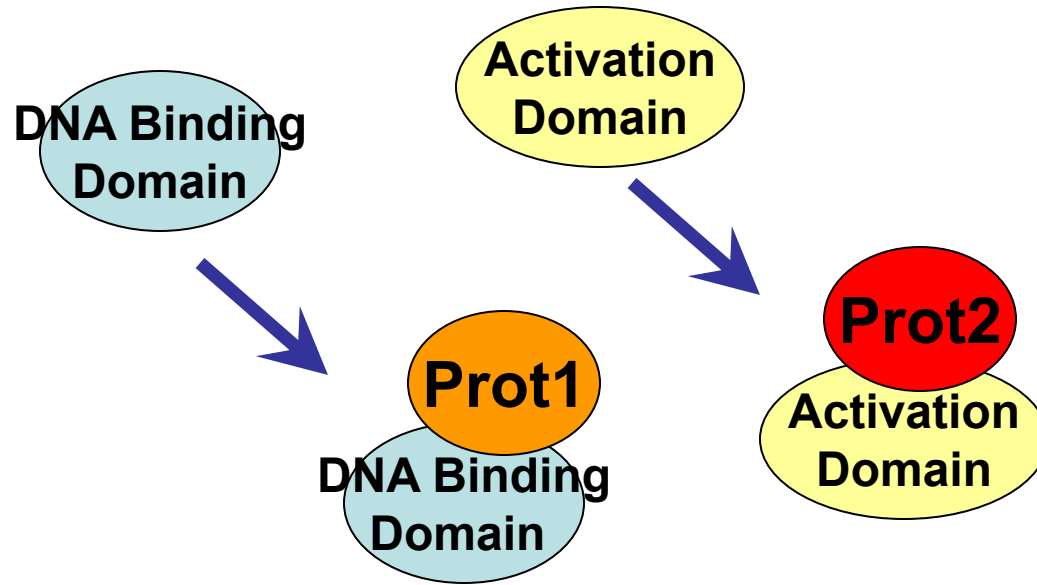 DNA Binding
Domain
Activation
Domain
Prot1
DNA Binding
Domain
Prot2
Activation
Domain